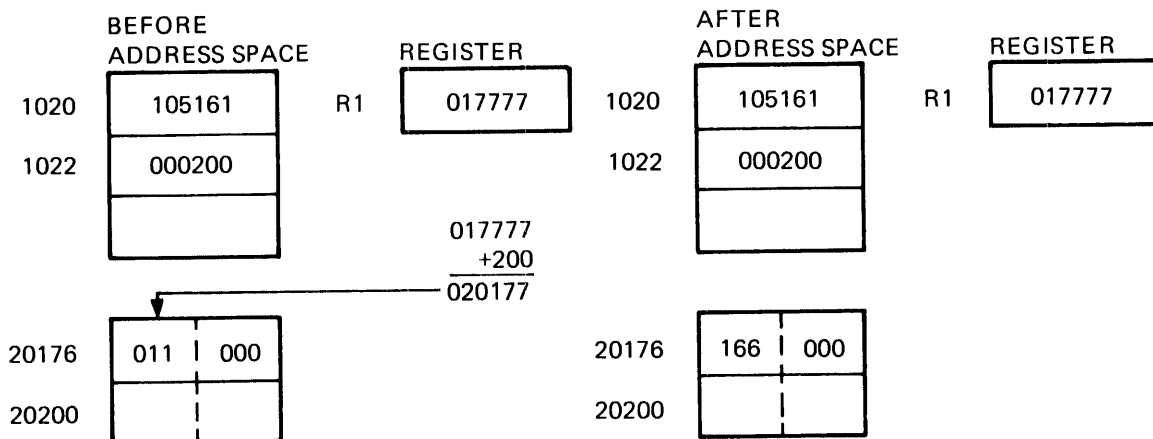 BEFORE
ADDRESS SPACE REGISTER
1020 105161 R1 017777
1022 000200
017777
+200
020177
20176 011 000
20200
AFTER
ADDRESS SPACE REGISTER
1020 105161 R1 017777
1022 000200
20176 166 000
20200